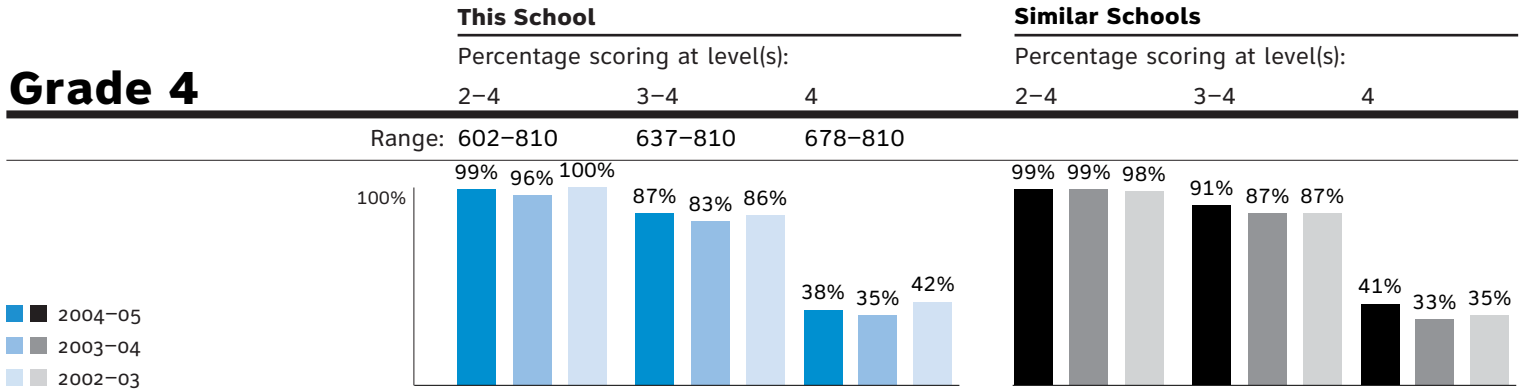 This School Similar Schools
Percentage scoring at level(s): Percentage scoring at level(s):
Grade 4 2–4 3–4 4 2–4 3–4 4
Range: 602–810 637–810 678–810
99% 96% 100% 87% 83% 86% 38% 35% 42% 99% 99% 98% 91% 87% 87% 41% 33% 35%
100%
2004–05
2003–04
2002–03